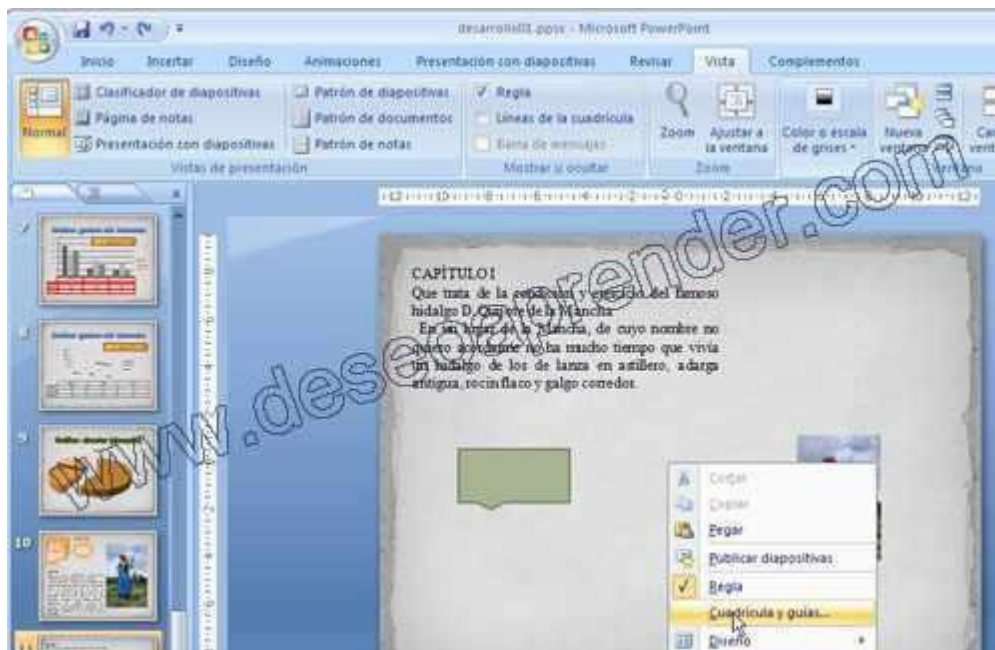 desarrollo01.ppsx - Microsoft PowerPoint
Inicio Insertar Diseño Animaciones Presentación con diapositivas Revisar Vista Complementos
Normal
Clasificador de diapositivas
Página de notas
Presentación con diapositivas
Patrón de diapositivas
Patrón de documentos
Patrón de notas
Vistas de presentación
Regla
Líneas de la cuadrícula
Barra de mensajes
Mostrar u ocultar
Zoom
Ajustar a
la ventana
Zoom
Color o escala
de grises
Nueva
ventana
CAPÍTULO I
Que trata de la condición y ejercicio del famoso
hidalgo D. Quijote de la Mancha
En un lugar de la Mancha, de cuyo nombre no
quiero acordarme no ha mucho tiempo que vivía
un hidalgo de los de lanza en astillero, adarga
antigua, rocín flaco y galgo corredor.
www.deseoaprender.com
Cortar
Copiar
Pegar
Publicar diapositivas
Regla
Cuadrícula y guías...
Diseño
9
10
11